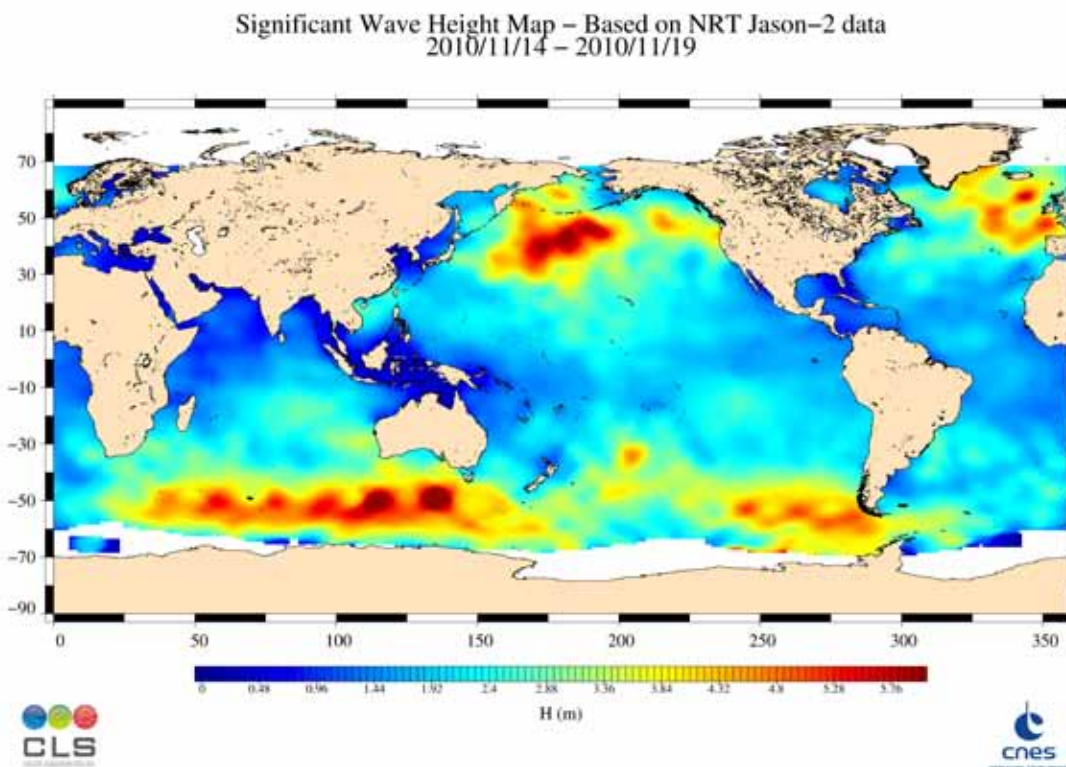 Significant Wave Height Map – Based on NRT Jason–2 data
2010/11/14 – 2010/11/19
70
50
30
10
–10
–30
–50
–70
–90
0 50 100 150 200 250 300 350
0 0.48 0.96 1.44 1.92 2.4 2.88 3.36 3.84 4.32 4.8 5.28 5.76
H (m)
CLS
cnes